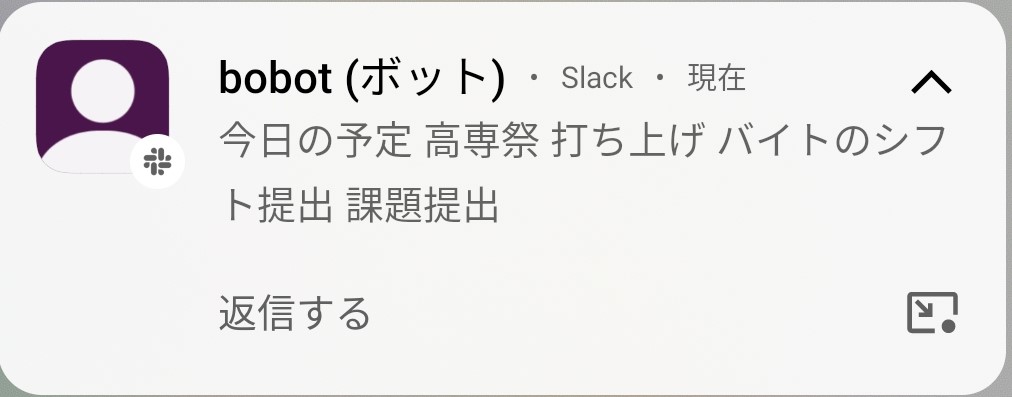 bobot (ボット) ・ Slack ・ 現在
今日の予定 高専祭 打ち上げ バイトのシフ
ト提出 課題提出
返信する